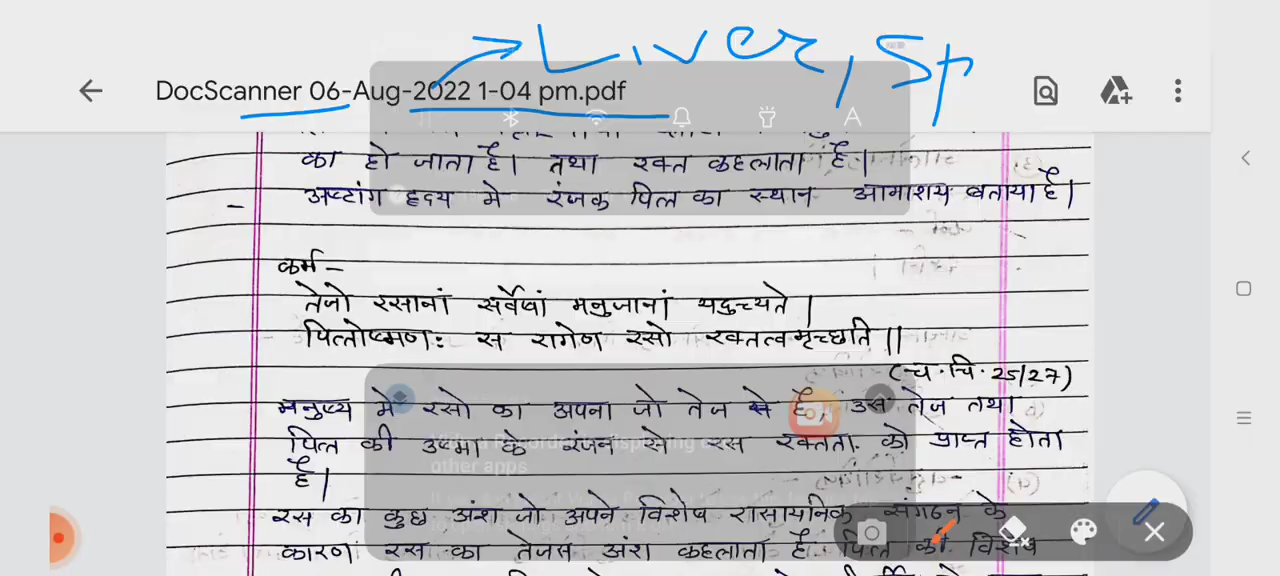 → Liver, Sp
DocScanner 06-Aug-2022 1-04 pm.pdf
A
का हो जाता है। तथा रक्त कहलाता है।
- अष्टांग हृदय मे रंजक पित्त का स्थान आमाशय बताया है।
कर्म -
तेजो रसानां सर्वेषां मनुजानां यदुच्यते।
पित्तोष्मणः स रागेण रसो रक्तत्वमृच्छति॥
(च.चि. 25/27)
मनुष्य मे रसो का अपना जो तेज है, उस तेज तथा
पित्त की उष्मा के रंजन से रस रक्तता को प्राप्त होता
है।
other apps
रस का कुछ अंश जो अपने विशेष रासायनिक संगठन के
कारण रस का तेजस अंश कहलाता है। पित्त की विशेष